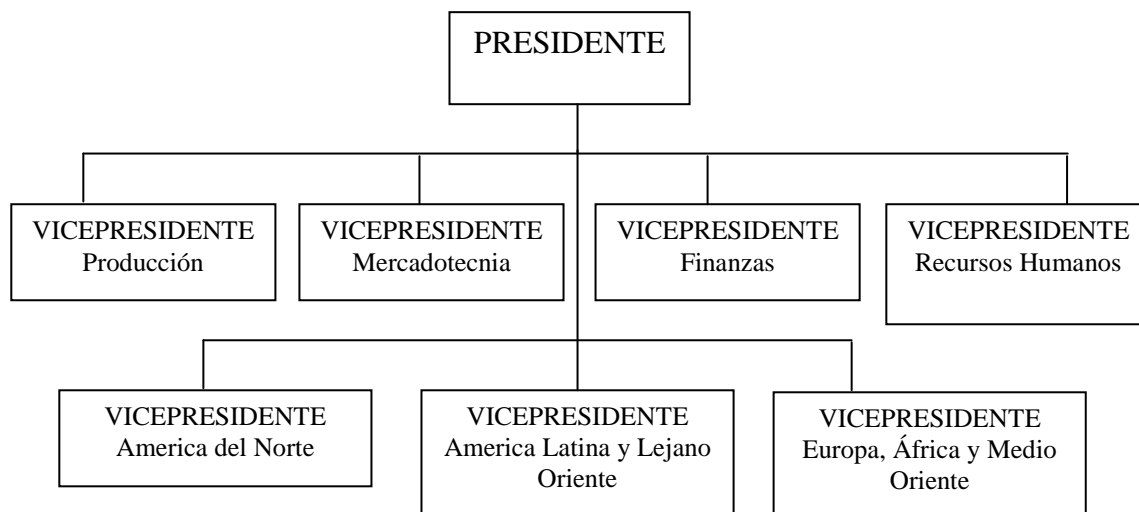 PRESIDENTE
VICEPRESIDENTE
Producción
VICEPRESIDENTE
Mercadotecnia
VICEPRESIDENTE
Finanzas
VICEPRESIDENTE
Recursos Humanos
VICEPRESIDENTE
America del Norte
VICEPRESIDENTE
America Latina y Lejano
Oriente
VICEPRESIDENTE
Europa, África y Medio
Oriente